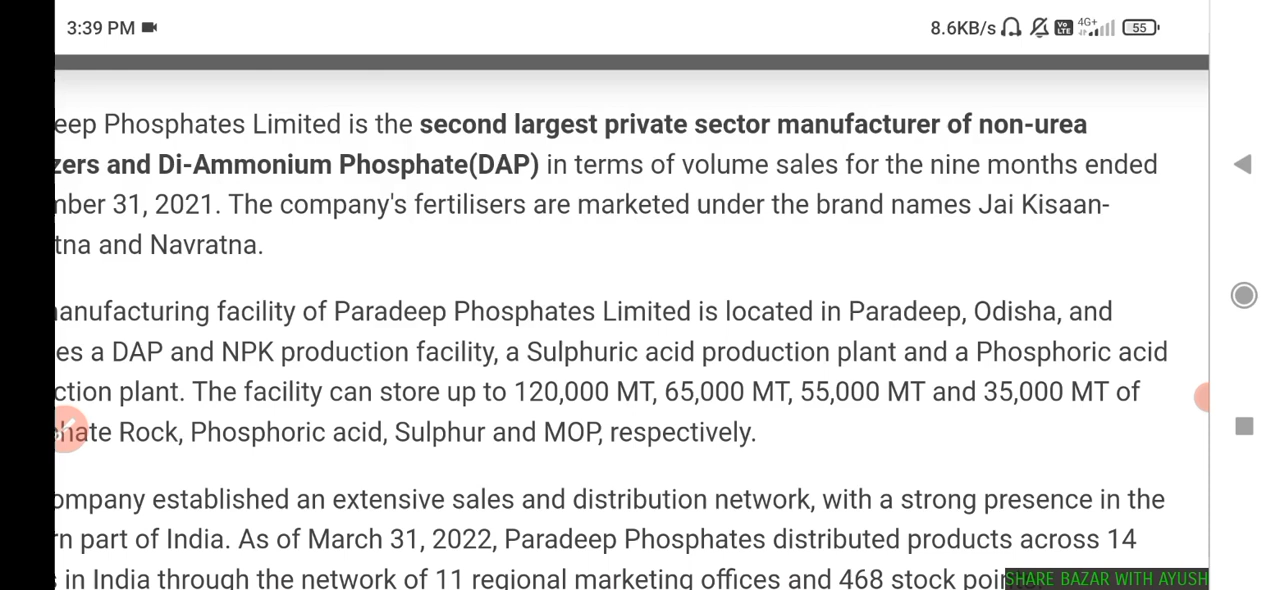 3:39 PM 8.6KB/s Vo LTE 4G+ 55
eep Phosphates Limited is the second largest private sector manufacturer of non-urea
zers and Di-Ammonium Phosphate(DAP) in terms of volume sales for the nine months ended
mber 31, 2021. The company's fertilisers are marketed under the brand names Jai Kisaan-
tna and Navratna.
anufacturing facility of Paradeep Phosphates Limited is located in Paradeep, Odisha, and
es a DAP and NPK production facility, a Sulphuric acid production plant and a Phosphoric acid
ction plant. The facility can store up to 120,000 MT, 65,000 MT, 55,000 MT and 35,000 MT of
hate Rock, Phosphoric acid, Sulphur and MOP, respectively.
ompany established an extensive sales and distribution network, with a strong presence in the
rn part of India. As of March 31, 2022, Paradeep Phosphates distributed products across 14
in India through the network of 11 regional marketing offices and 468 stock poin
SHARE BAZAR WITH AYUSH